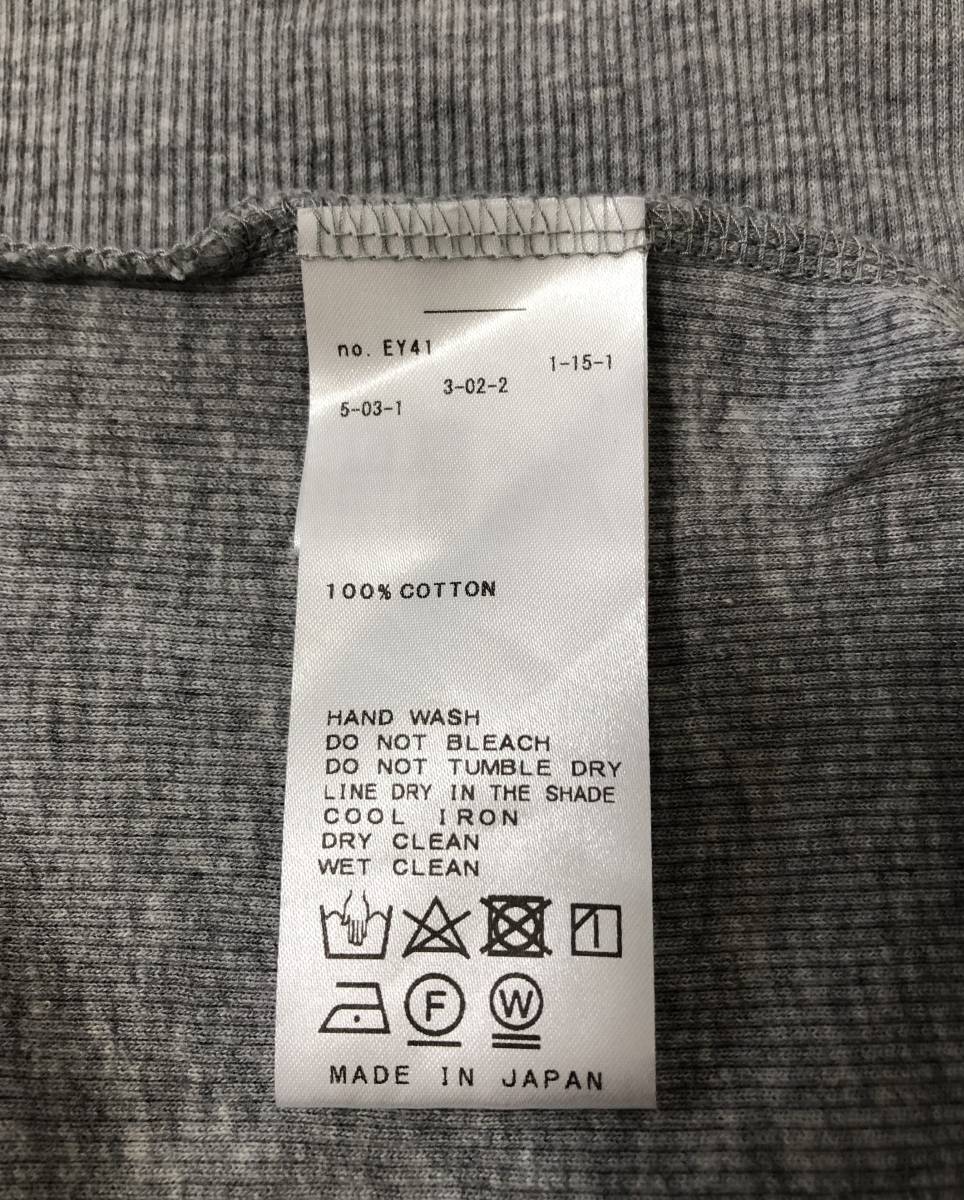 no. EY41
1-15-1
3-02-2
5-03-1
100% COTTON
HAND WASH
DO NOT BLEACH
DO NOT TUMBLE DRY
LINE DRY IN THE SHADE
COOL IRON
DRY CLEAN
WET CLEAN
F W
MADE IN JAPAN